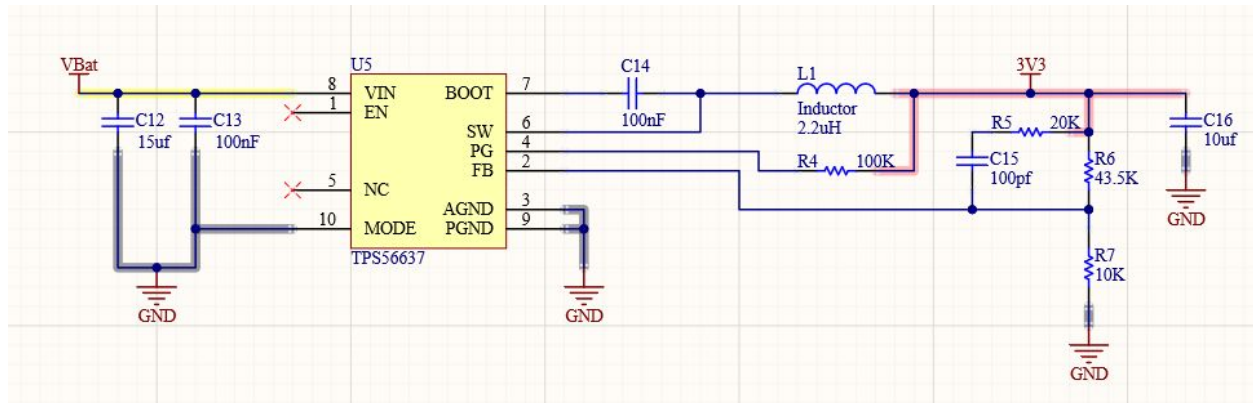 VBat
U5
C14
L1
3V3
8 VIN BOOT 7
1 EN
100nF
Inductor
2.2uH
C12
15uf
C13
100nF
SW 6
PG 4
FB 2
R4 100K
R5 20K
C15
100pf
R6
43.5K
C16
10uf
5 NC
AGND 3
10 MODE PGND 9
TPS56637
GND
GND
GND
R7
10K
GND